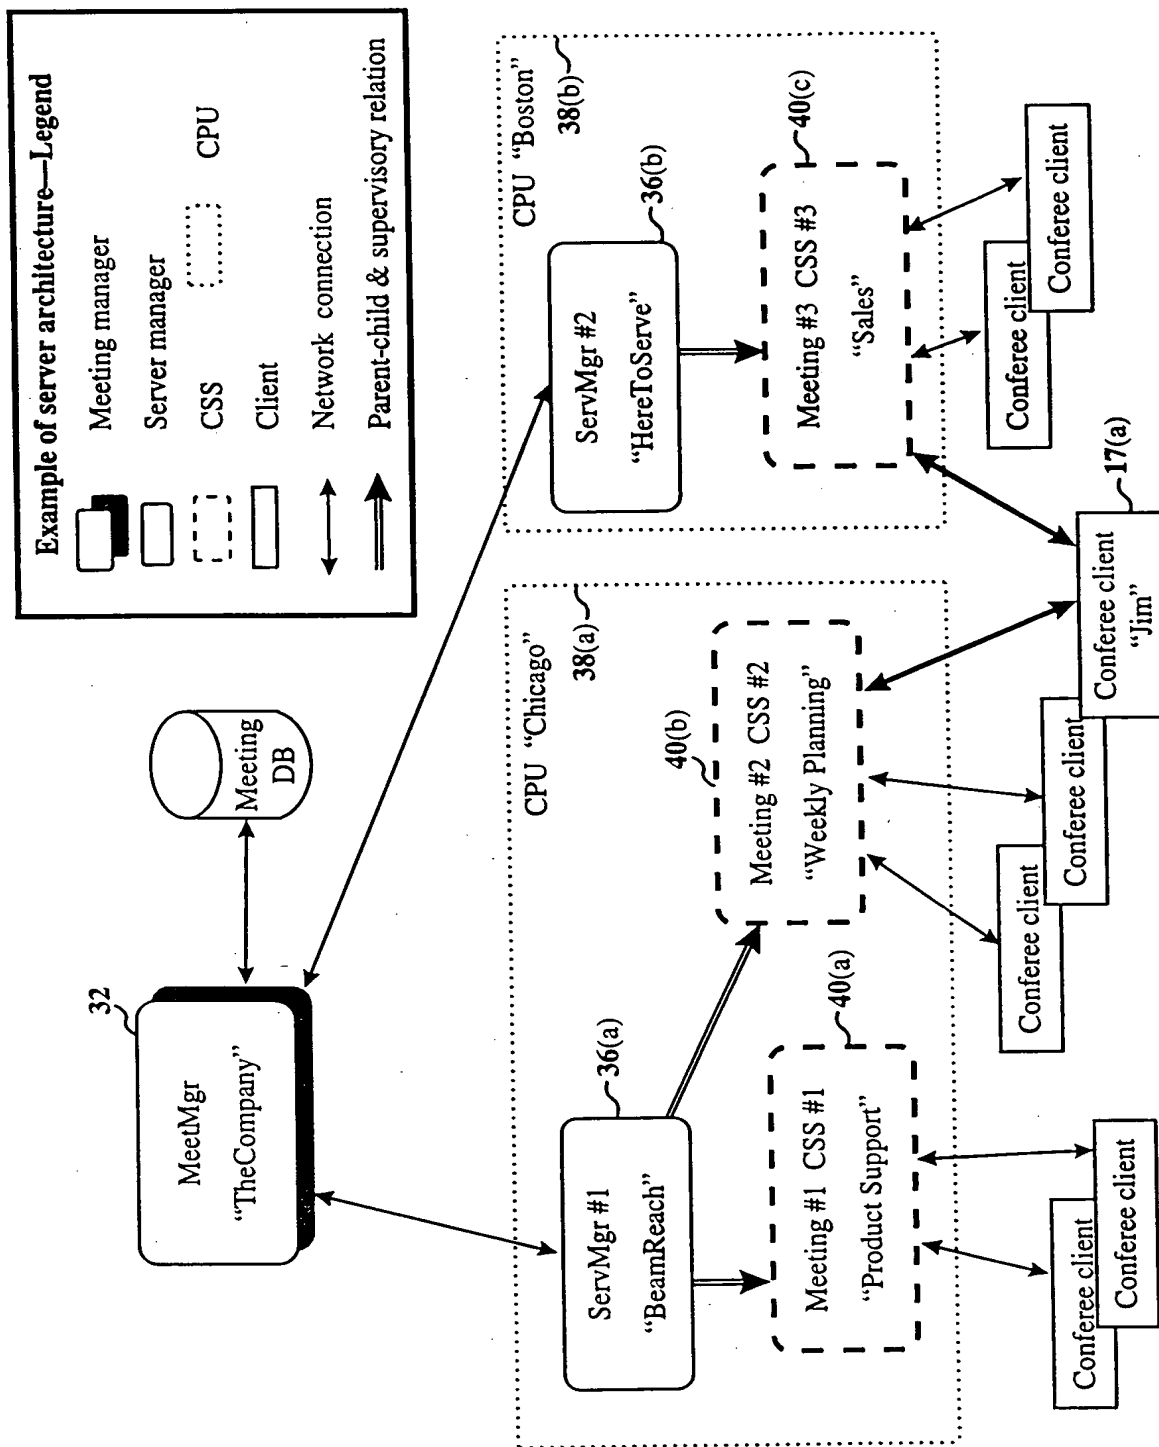 Example of server architecture—Legend
Meeting manager
Server manager
CSS
CPU
Client
Network connection
Parent-child & supervisory relation
32
MeetMgr
“TheCompany”
Meeting
DB
CPU “Chicago”
38(a)
ServMgr #1
“BeamReach”
36(a)
40(b)
Meeting #2 CSS #2
“Weekly Planning”
Meeting #1 CSS #1
“Product Support”
40(a)
CPU “Boston”
38(b)
ServMgr #2
“HereToServe”
36(b)
Meeting #3 CSS #3
“Sales”
40(c)
Conferee client
Conferee client
Conferee client
Conferee client
Conferee client
“Jim”
17(a)
Conferee client
Conferee client